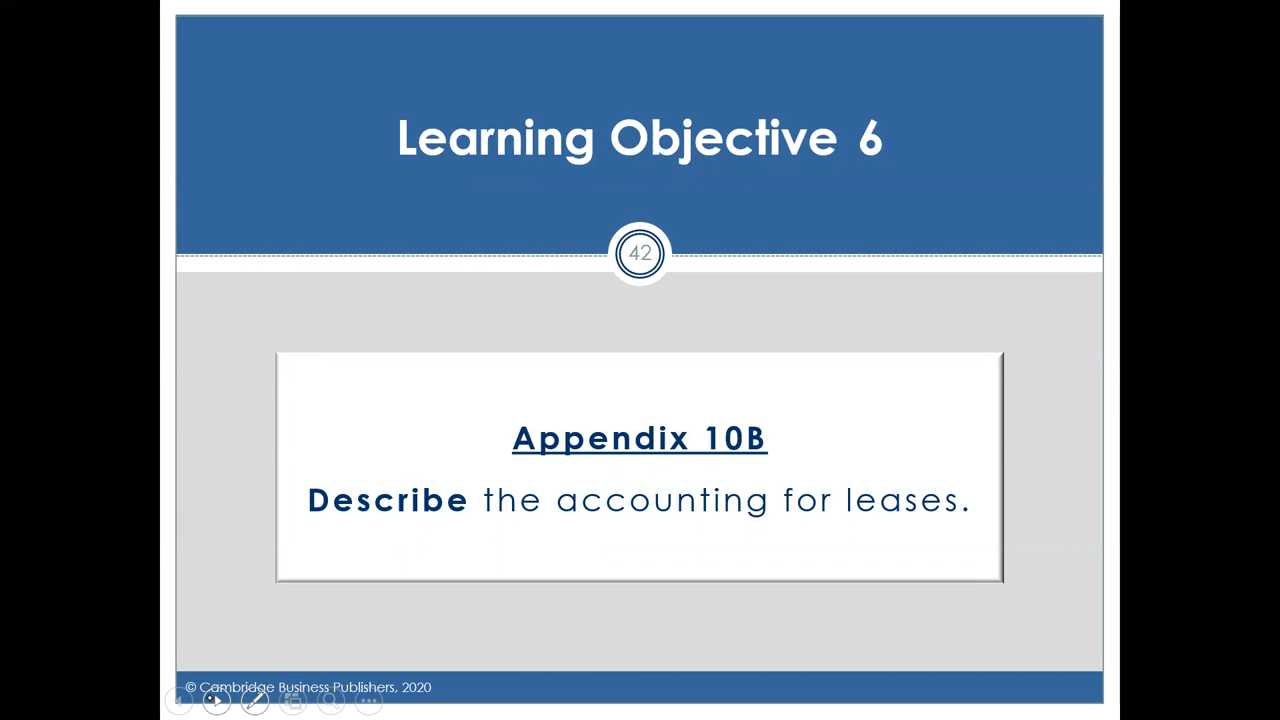 Learning Objective 6
42
Appendix 10B
Describe the accounting for leases.
© Cambridge Business Publishers, 2020